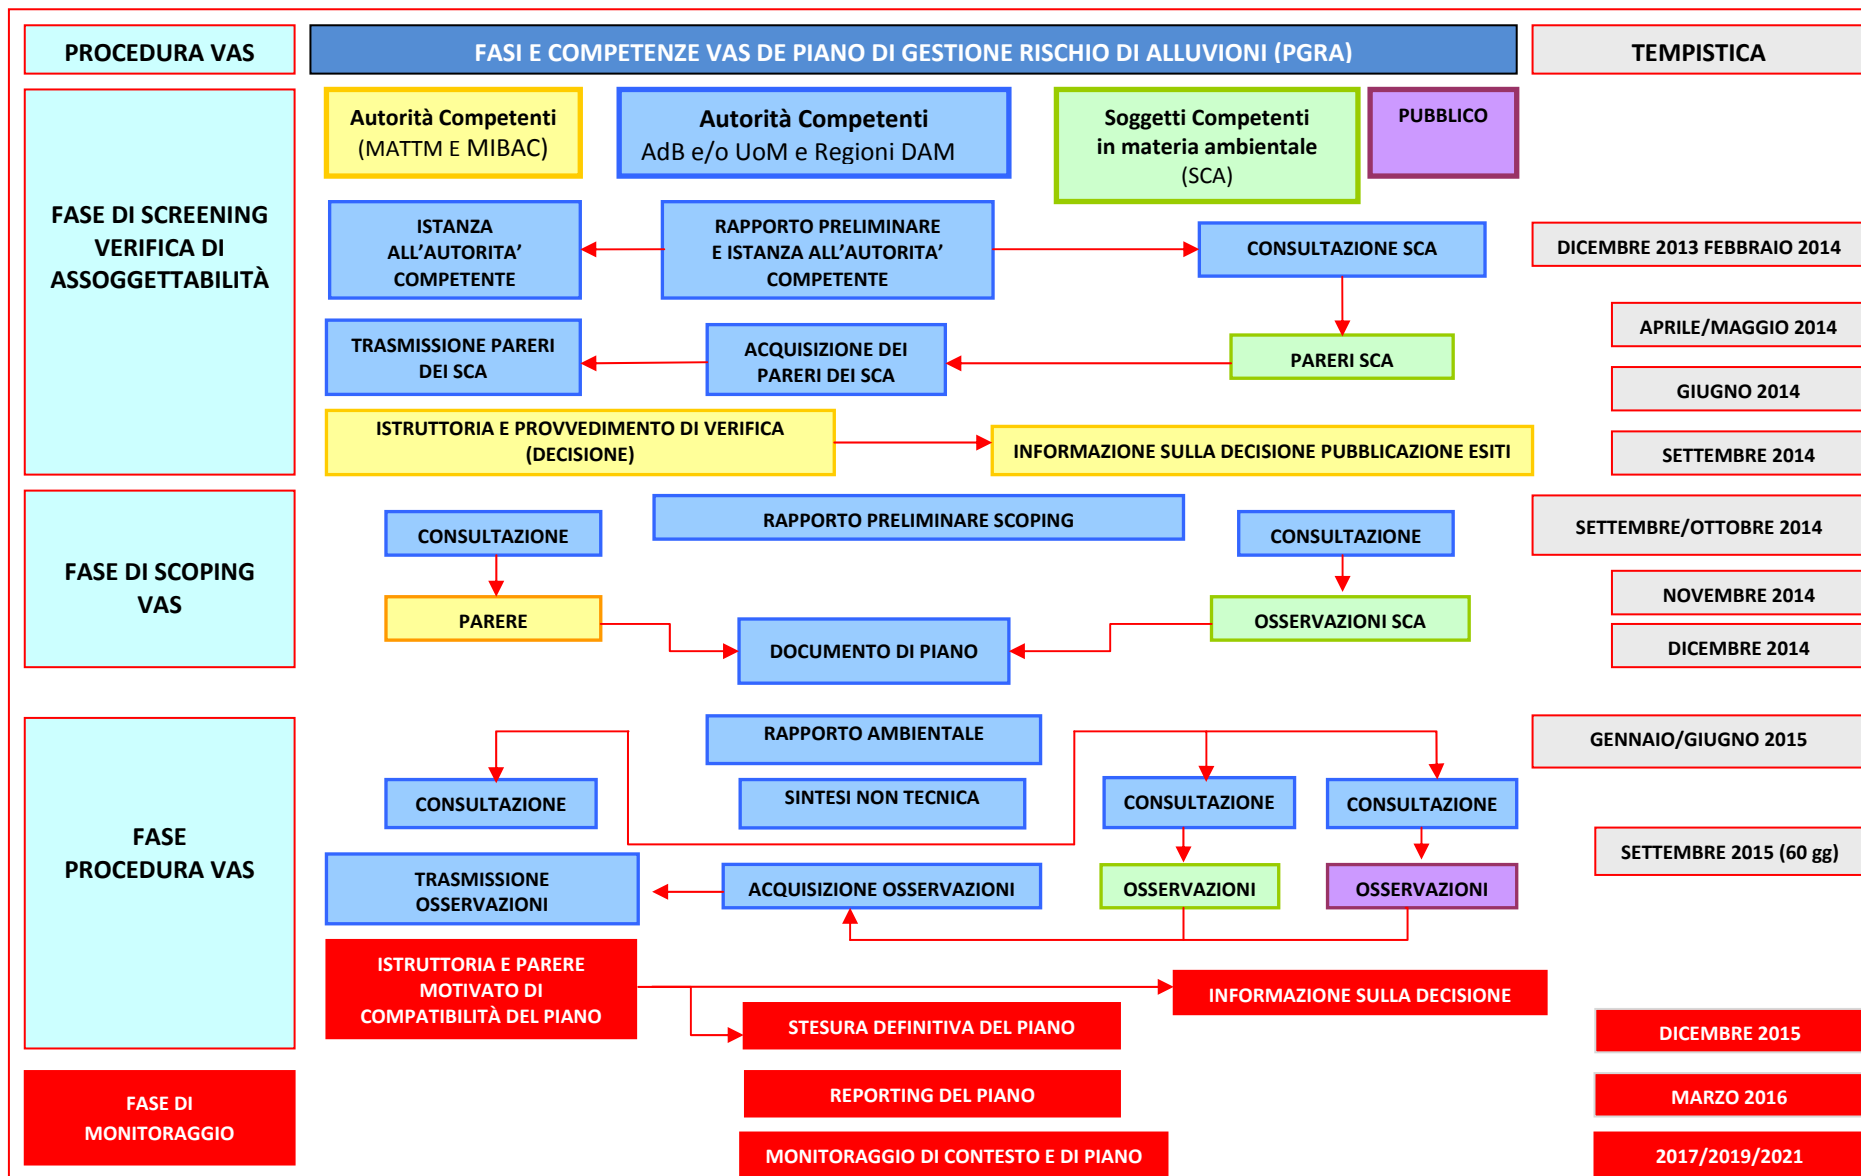 PROCEDURA VAS
FASI E COMPETENZE VAS DE PIANO DI GESTIONE RISCHIO DI ALLUVIONI (PGRA)
TEMPISTICA
Autorità Competenti
(MATTM E MIBAC)
Autorità Competenti
AdB e/o UoM e Regioni DAM
Soggetti Competenti
in materia ambientale
(SCA)
PUBBLICO
FASE DI SCREENING
VERIFICA DI
ASSOGGETTABILITÀ
ISTANZA
ALL'AUTORITA'
COMPETENTE
RAPPORTO PRELIMINARE
E ISTANZA ALL'AUTORITA'
COMPETENTE
CONSULTAZIONE SCA
DICEMBRE 2013 FEBBRAIO 2014
APRILE/MAGGIO 2014
TRASMISSIONE PARERI
DEI SCA
ACQUISIZIONE DEI
PARERI DEI SCA
PARERI SCA
GIUGNO 2014
ISTRUTTORIA E PROVVEDIMENTO DI VERIFICA
(DECISIONE)
INFORMAZIONE SULLA DECISIONE PUBBLICAZIONE ESITI
SETTEMBRE 2014
FASE DI SCOPING
VAS
CONSULTAZIONE
RAPPORTO PRELIMINARE SCOPING
CONSULTAZIONE
SETTEMBRE/OTTOBRE 2014
PARERE
OSSERVAZIONI SCA
NOVEMBRE 2014
DOCUMENTO DI PIANO
DICEMBRE 2014
FASE
PROCEDURA VAS
RAPPORTO AMBIENTALE
GENNAIO/GIUGNO 2015
CONSULTAZIONE
SINTESI NON TECNICA
CONSULTAZIONE
CONSULTAZIONE
SETTEMBRE 2015 (60 gg)
TRASMISSIONE
OSSERVAZIONI
ACQUISIZIONE OSSERVAZIONI
OSSERVAZIONI
OSSERVAZIONI
ISTRUTTORIA E PARERE
MOTIVATO DI
COMPATIBILITÀ DEL PIANO
INFORMAZIONE SULLA DECISIONE
STESURA DEFINITIVA DEL PIANO
DICEMBRE 2015
FASE DI
MONITORAGGIO
REPORTING DEL PIANO
MARZO 2016
MONITORAGGIO DI CONTESTO E DI PIANO
2017/2019/2021